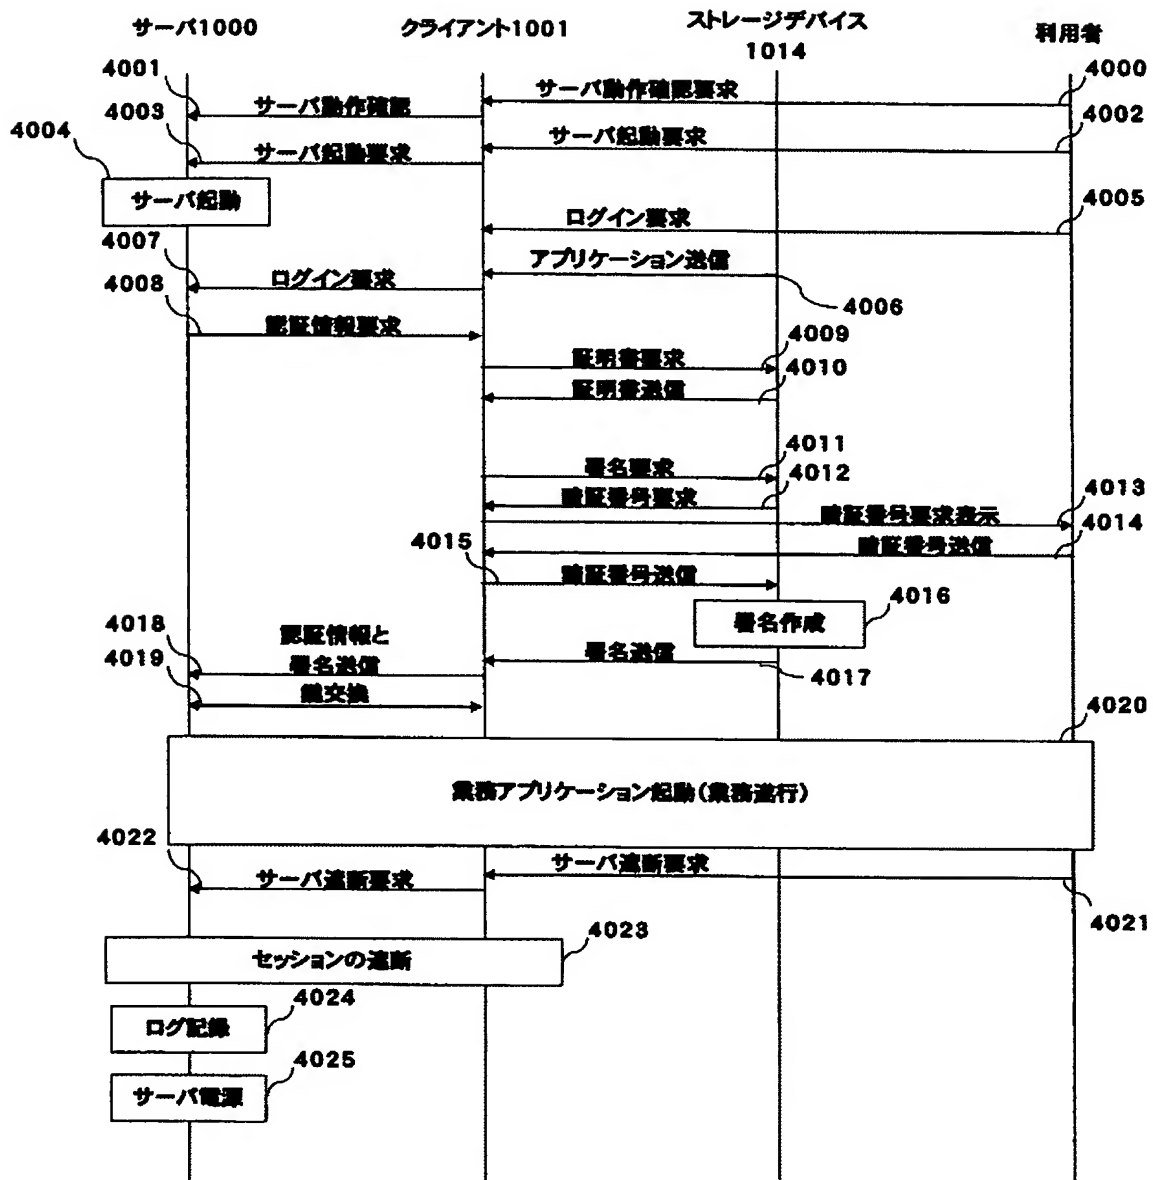 サーバ1000
クライアント1001
ストレージデバイス
1014
利用者
4001
4000
サーバ動作確認要求
サーバ動作確認
4003
4002
4004
サーバ起動要求
サーバ起動要求
サーバ起動
4005
ログイン要求
4007
アプリケーション送信
ログイン要求
4006
4008
認証情報要求
4009
証明書要求
4010
証明書送信
4011
署名要求
4012
暗証番号要求
4013
暗証番号要求表示
4014
暗証番号送信
4015
暗証番号送信
4016
署名作成
4018
認証情報と
署名送信
署名送信
4017
4019
鍵交換
4020
業務アプリケーション起動(業務遂行)
4022
サーバ遮断要求
サーバ遮断要求
4021
4023
セッションの遮断
4024
ログ記録
4025
サーバ電源